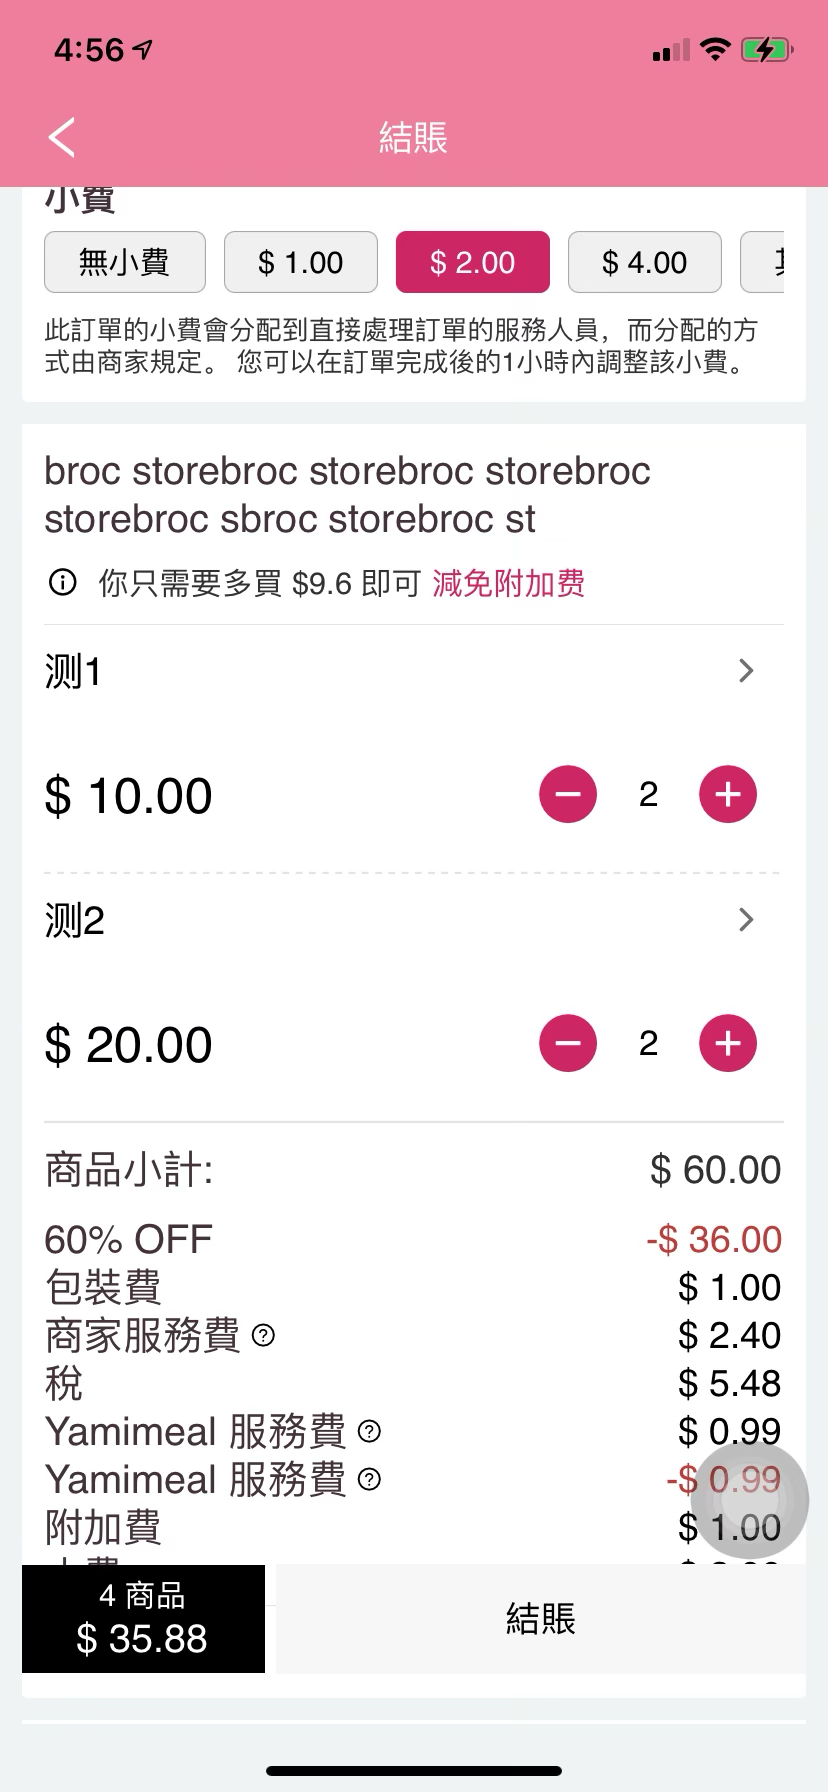 4:56
結賬
小費
無小費 $ 1.00 $ 2.00 $ 4.00
此訂單的小費會分配到直接處理訂單的服務人員，而分配的方
式由商家規定。 您可以在訂單完成後的1小時內調整該小費。
broc storebroc storebroc storebroc
storebroc sbroc storebroc st
你只需要多買 $9.6 即可 減免附加费
测1
$ 10.00 2
测2
$ 20.00 2
商品小計: $ 60.00
60% OFF -$ 36.00
包裝費 $ 1.00
商家服務費 $ 2.40
稅 $ 5.48
Yamimeal 服務費 $ 0.99
Yamimeal 服務費 -$ 0.99
附加費 $ 1.00
4 商品
$ 35.88
結賬